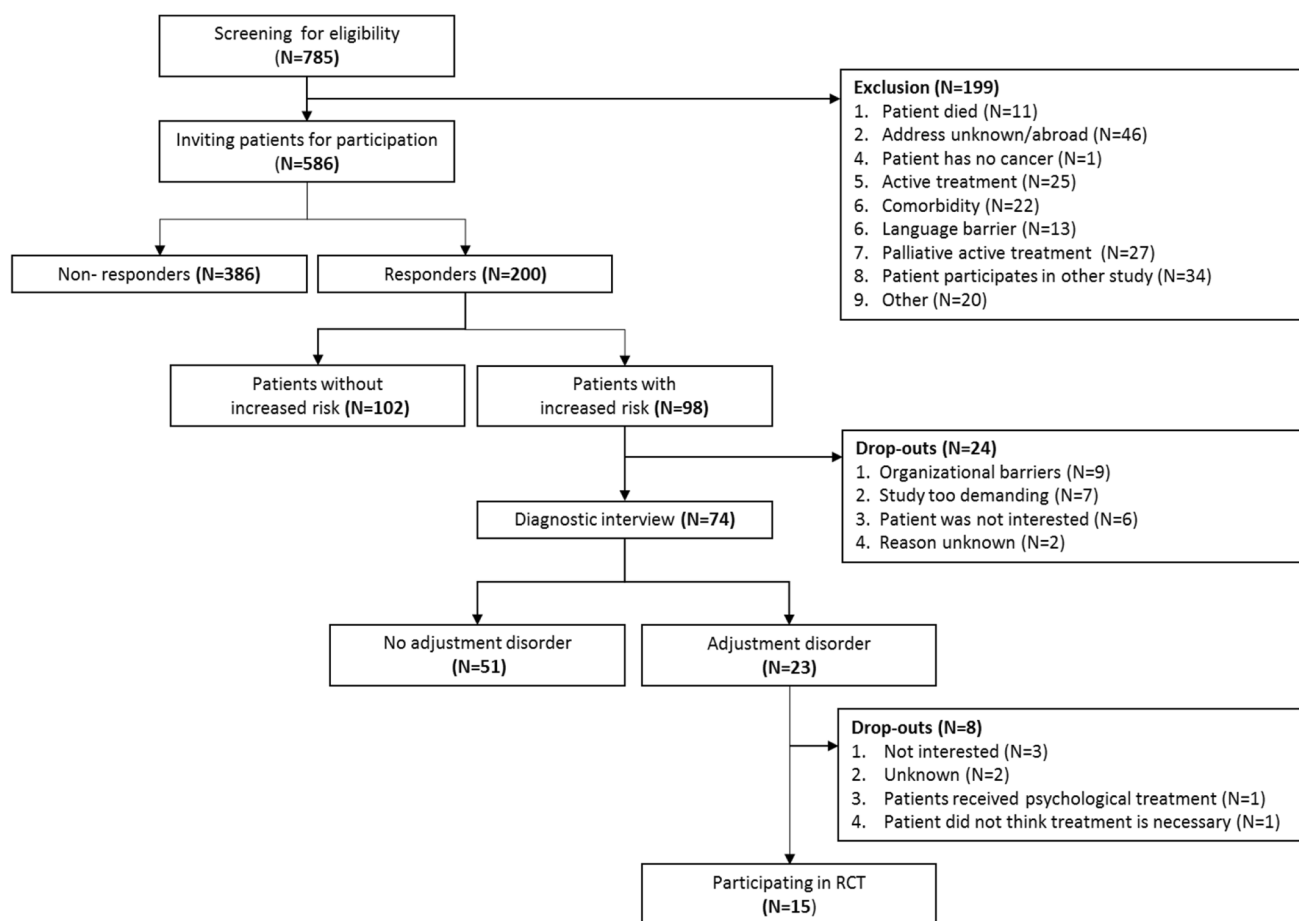 Screening for eligibility
(N=785)
Exclusion (N=199)
1. Patient died (N=11)
2. Address unknown/abroad (N=46)
4. Patient has no cancer (N=1)
5. Active treatment (N=25)
6. Comorbidity (N=22)
6. Language barrier (N=13)
7. Palliative active treatment (N=27)
8. Patient participates in other study (N=34)
9. Other (N=20)
Inviting patients for participation
(N=586)
Non- responders (N=386)
Responders (N=200)
Patients without
increased risk (N=102)
Patients with
increased risk (N=98)
Drop-outs (N=24)
1. Organizational barriers (N=9)
2. Study too demanding (N=7)
3. Patient was not interested (N=6)
4. Reason unknown (N=2)
Diagnostic interview (N=74)
No adjustment disorder
(N=51)
Adjustment disorder
(N=23)
Drop-outs (N=8)
1. Not interested (N=3)
2. Unknown (N=2)
3. Patients received psychological treatment (N=1)
4. Patient did not think treatment is necessary (N=1)
Participating in RCT
(N=15)